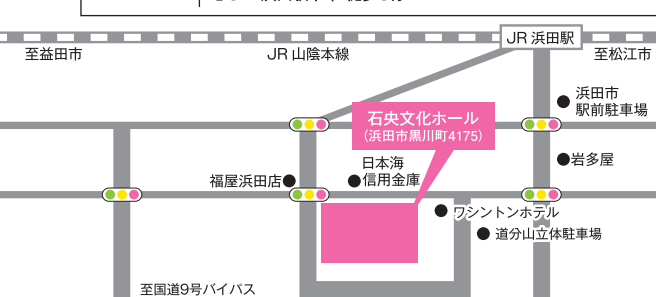 JR 浜田駅
至益田市
JR 山陰本線
至松江市
浜田市
駅前駐車場
石央文化ホール
(浜田市黒川町4175)
岩多屋
日本海
信用金庫
福屋浜田店
ワシントンホテル
道分山立体駐車場
至国道9号バイパス